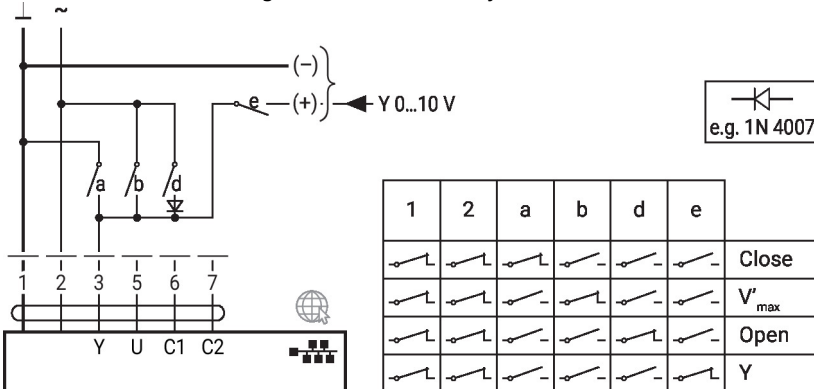 ⊥ ~
(−)
e (+) Y 0...10 V
e.g. 1N 4007
a b d
1 2 a b d e
Close
V'max
Open
Y
1 2 3 5 6 7
Y U C1 C2